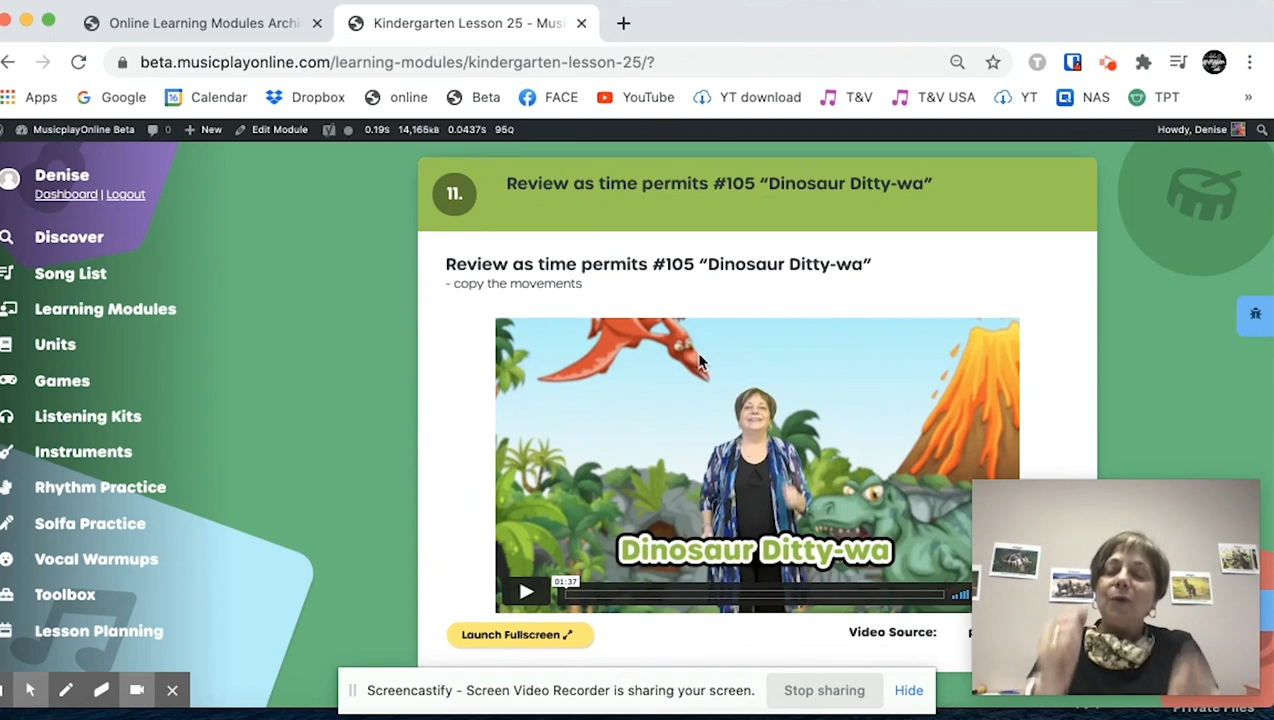 Online Learning Modules Archi
Kindergarten Lesson 25 - Musi
beta.musicplayonline.com/learning-modules/kindergarten-lesson-25/?
Apps
Google
Calendar
Dropbox
online
Beta
FACE
YouTube
YT download
T&V
T&V USA
YT
NAS
TPT
»
MusicplayOnline Beta
0
New
Edit Module
0.19s 14,165kB 0.0437s 95Q
Howdy, Denise
Denise
Dashboard | Logout
Discover
Song List
Learning Modules
Units
Games
Listening Kits
Instruments
Rhythm Practice
Solfa Practice
Vocal Warmups
Toolbox
Lesson Planning
11.
Review as time permits #105 “Dinosaur Ditty-wa”
Review as time permits #105 “Dinosaur Ditty-wa”
- copy the movements
Dinosaur Ditty-wa
01:37
Launch Fullscreen
Video Source:
Screencastify - Screen Video Recorder is sharing your screen.
Stop sharing
Hide
Private Files